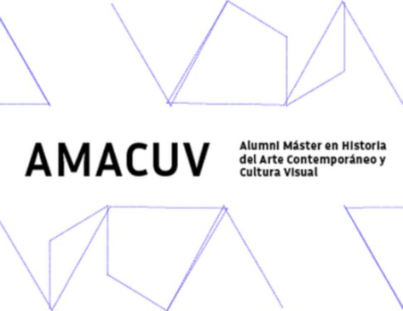 AMACUV
Alumni Máster en Historia
del Arte Contemporáneo y
Cultura Visual